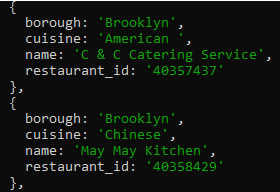 {
borough: 'Brooklyn',
cuisine: 'American ',
name: 'C & C Catering Service',
restaurant_id: '40357437'
},
{
borough: 'Brooklyn',
cuisine: 'Chinese',
name: 'May May Kitchen',
restaurant_id: '40358429'
},